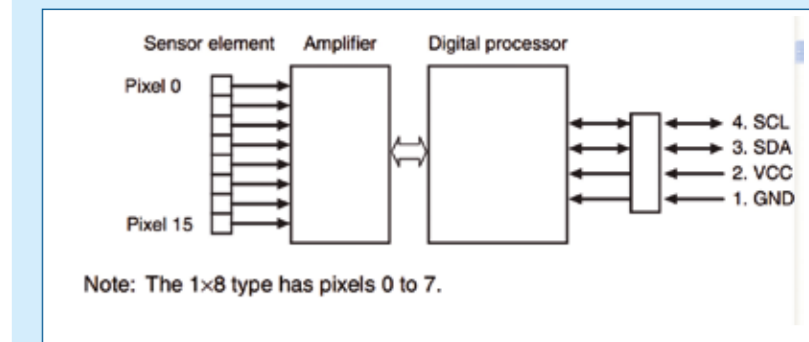 Sensor element Amplifier Digital processor
Pixel 0
4. SCL
3. SDA
2. VCC
1. GND
Pixel 15
Note: The 1×8 type has pixels 0 to 7.